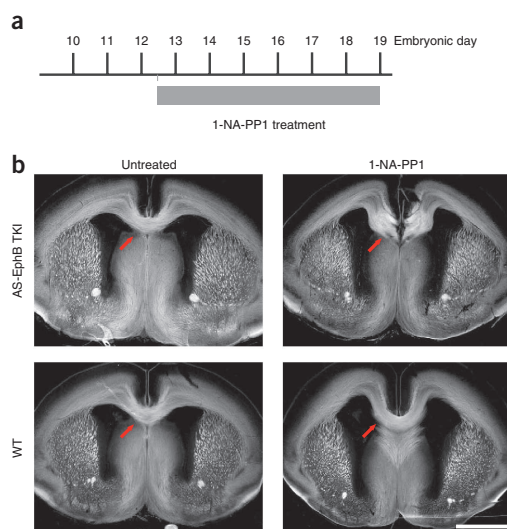 a
10 11 12 13 14 15 16 17 18 19 Embryonic day
1-NA-PP1 treatment
b
Untreated 1-NA-PP1
AS-EphB TKI
WT